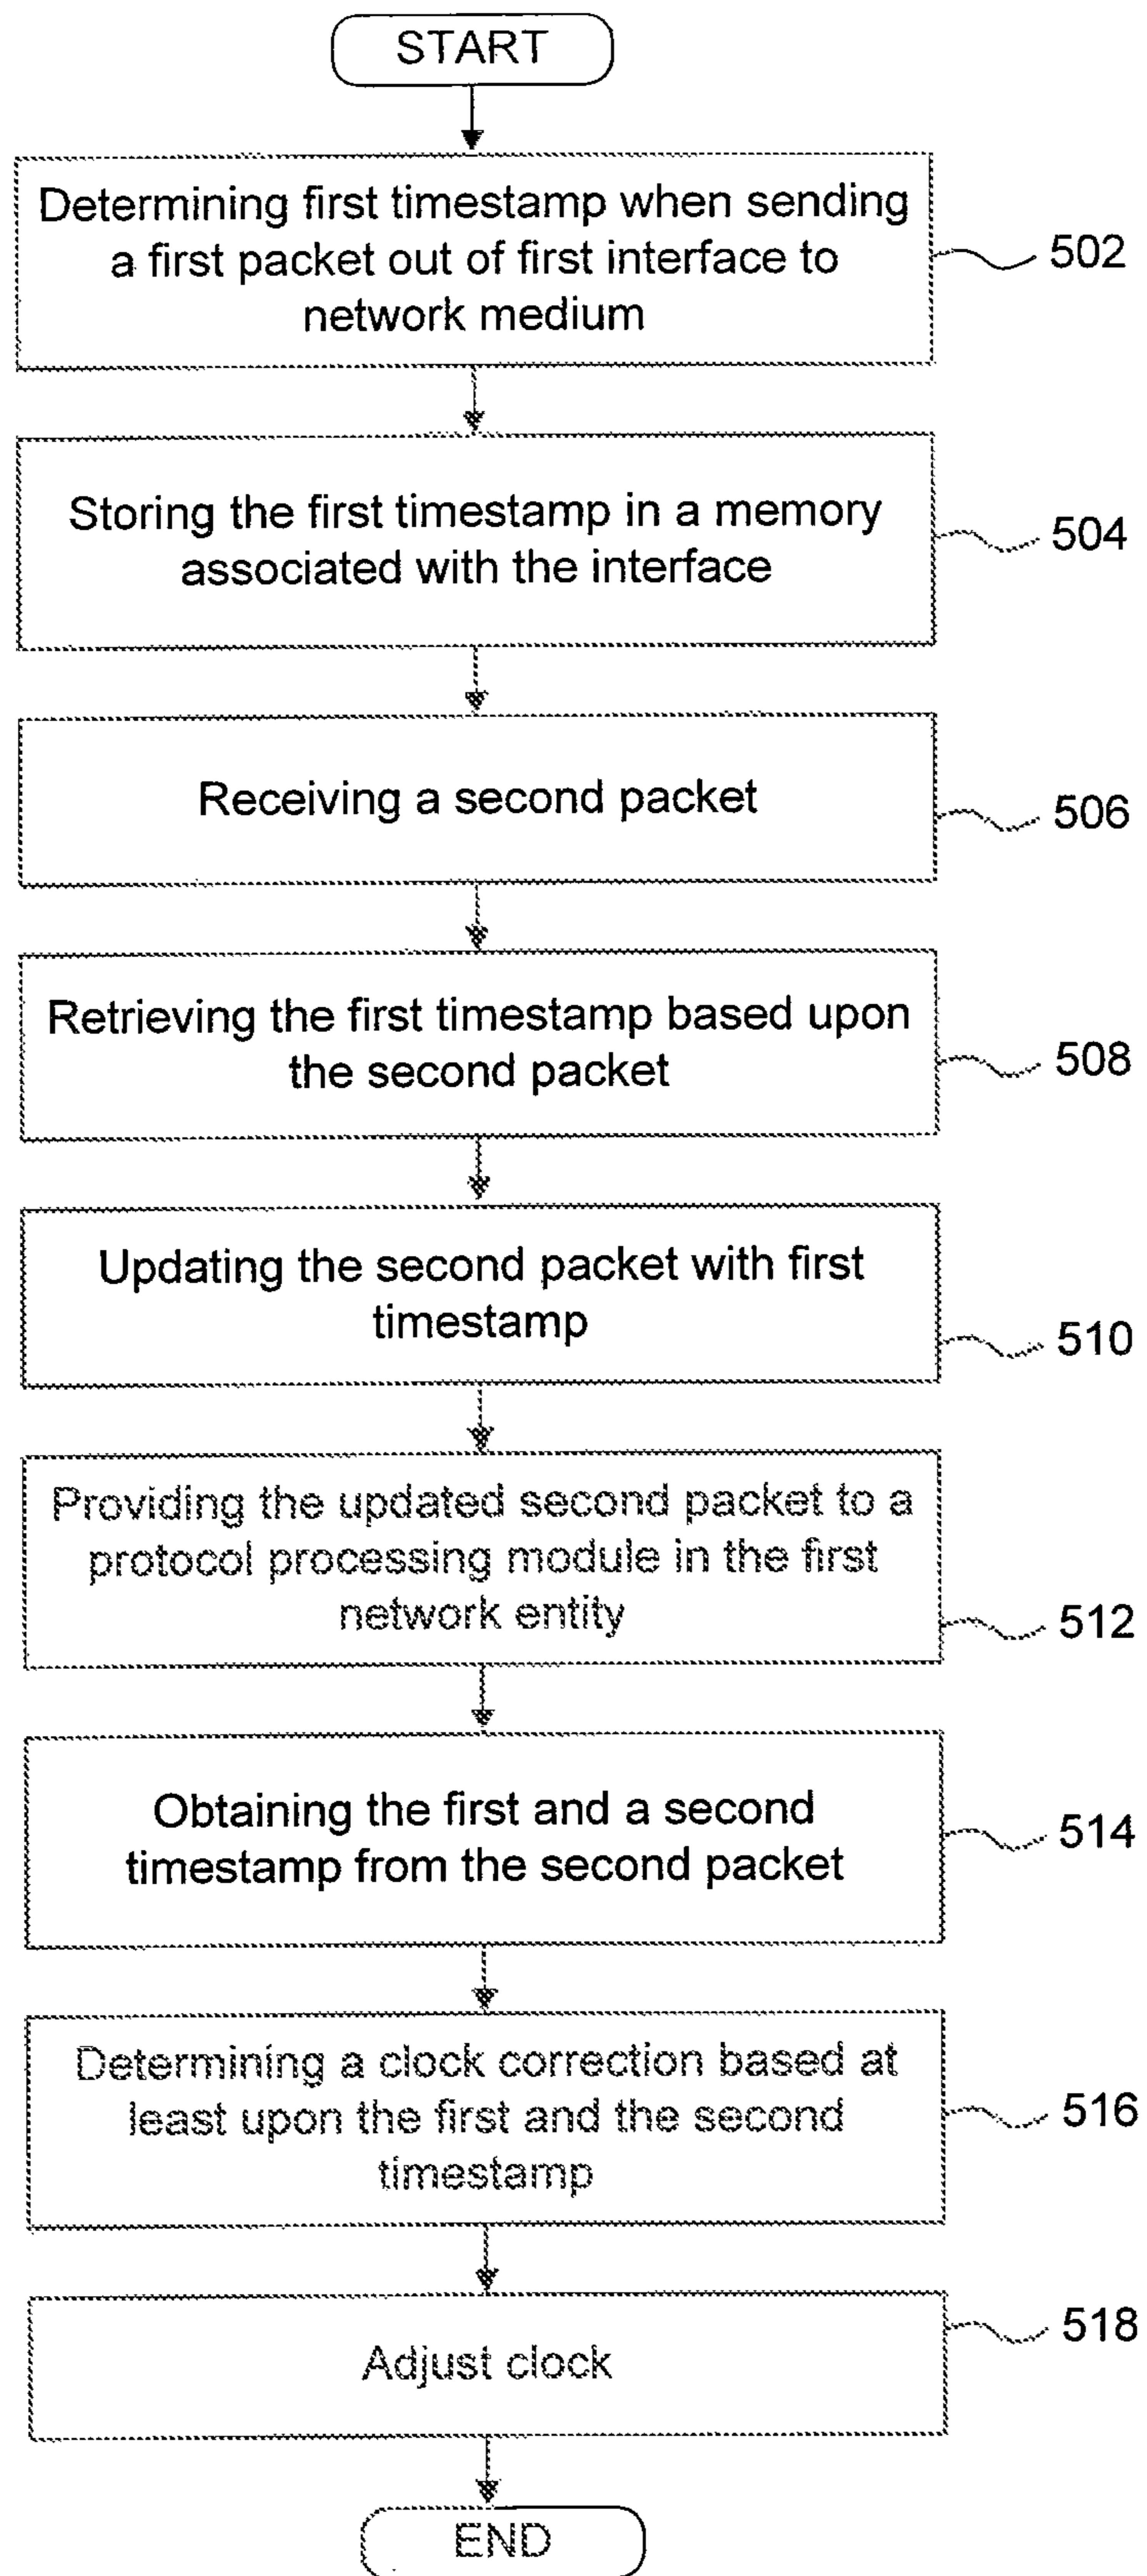 START
Determining first timestamp when sending
a first packet out of first interface to
network medium
502
Storing the first timestamp in a memory
associated with the interface
504
Receiving a second packet
506
Retrieving the first timestamp based upon
the second packet
508
Updating the second packet with first
timestamp
510
Providing the updated second packet to a
protocol processing module in the first
network entity
512
Obtaining the first and a second
timestamp from the second packet
514
Determining a clock correction based at
least upon the first and the second
timestamp
516
Adjust clock
518
END